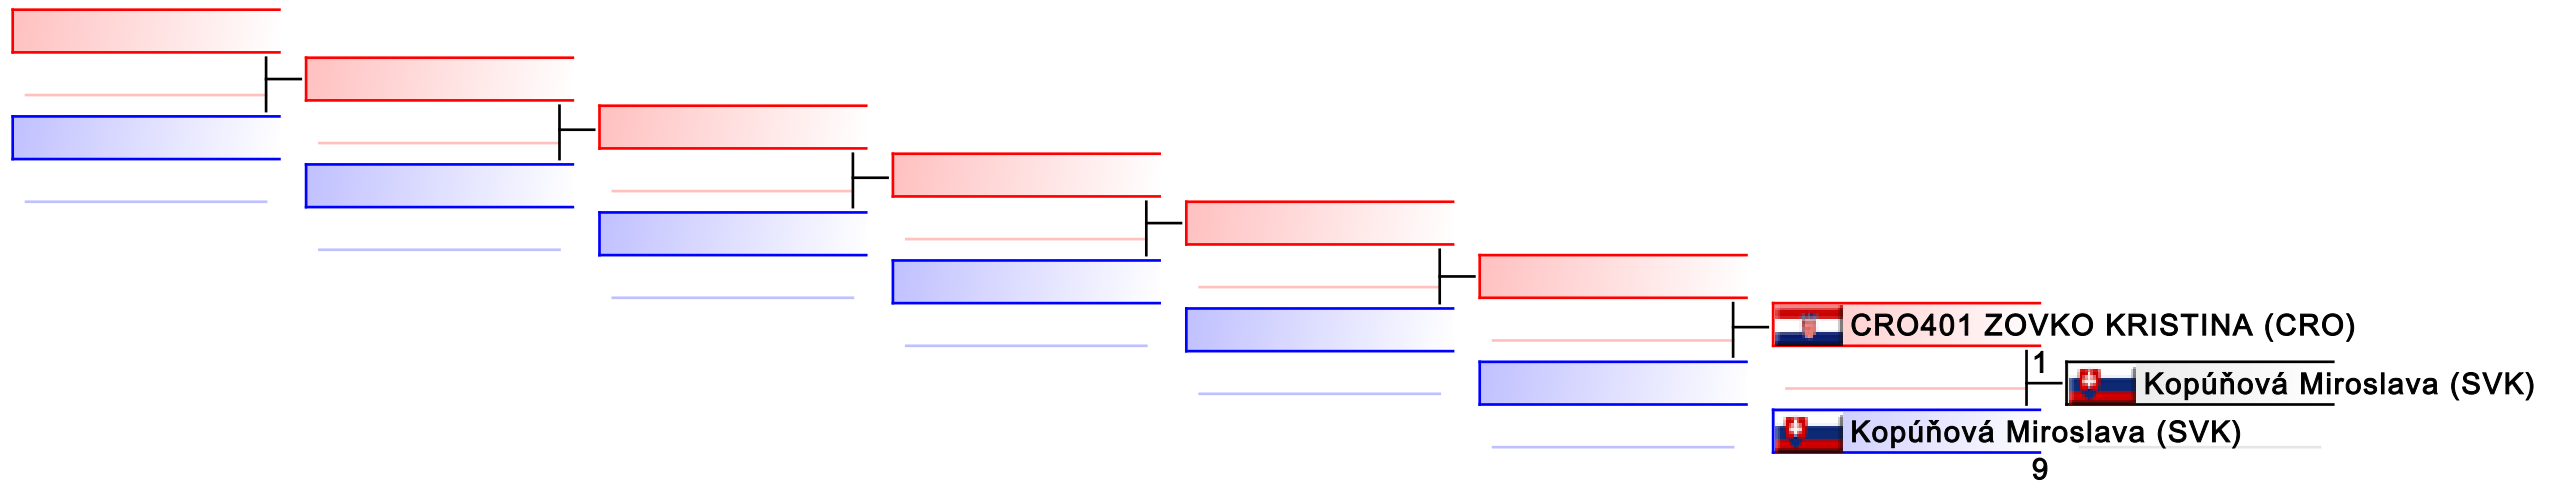 CRO401 ZOVKO KRISTINA (CRO)
1
Kopúňová Miroslava (SVK)
Kopúňová Miroslava (SVK)
9